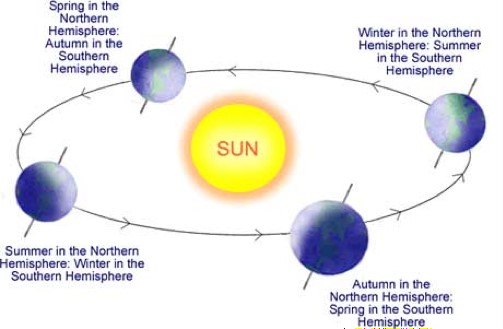 Spring in the
Northern
Hemisphere:
Autumn in the
Southern
Hemisphere
Winter in the Northern
Hemisphere: Summer
in the Southern
Hemisphere
SUN
Summer in the Northern
Hemisphere: Winter in the
Southern Hemisphere
Autumn in the
Northern Hemisphere:
Spring in the Southern
Hemisphere